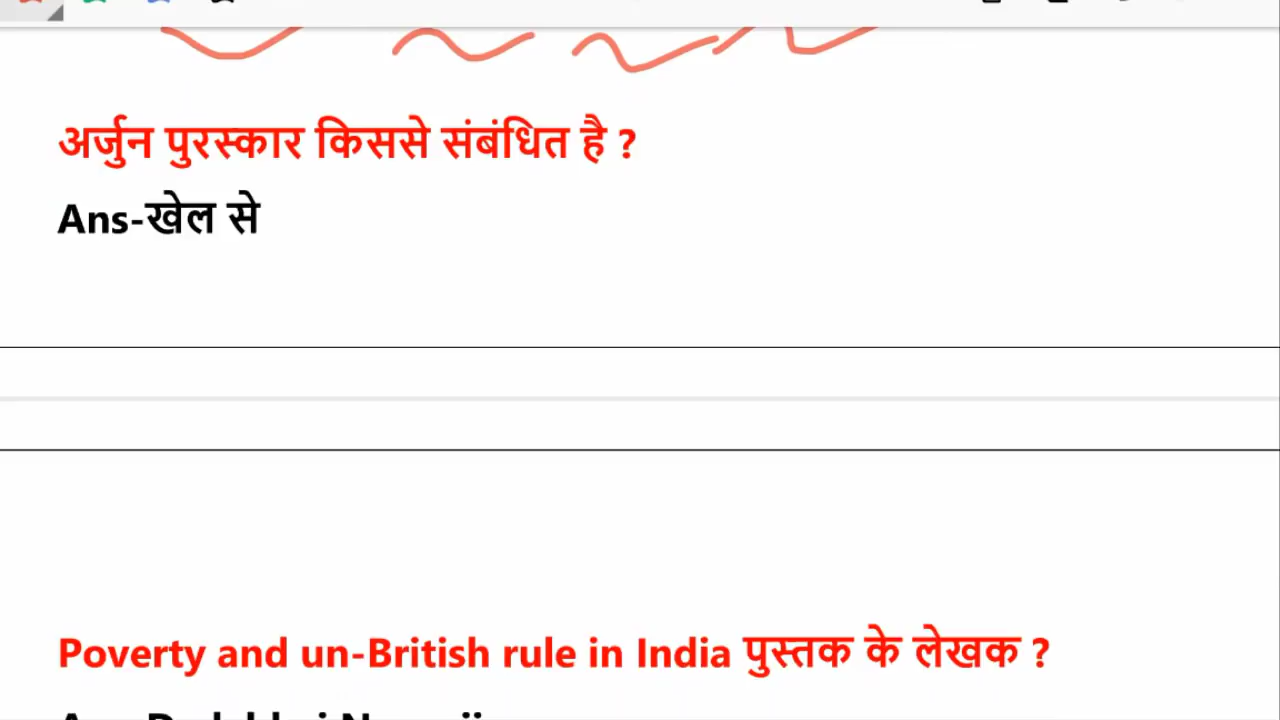 अर्जुन पुरस्कार किससे संबंधित है ?
Ans-खेल से
Poverty and un-British rule in India पुस्तक के लेखक ?